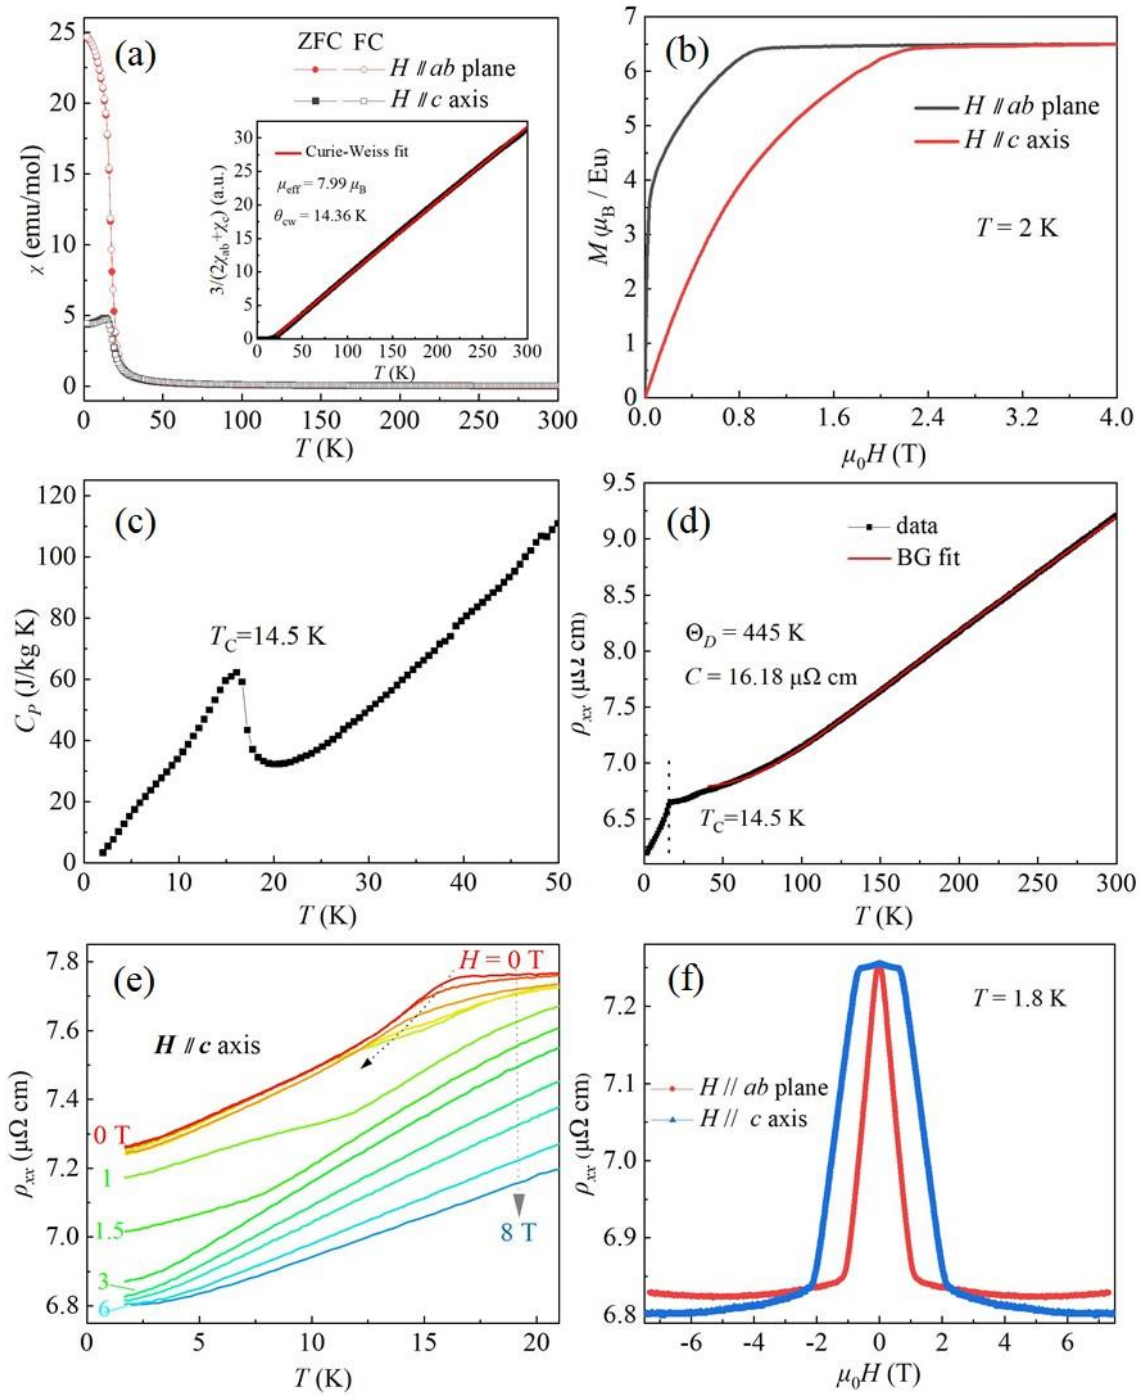 (a)
ZFC FC
H // ab plane
H // c axis
25
20
15
10
5
0
χ (emu/mol)
0 50 100 150 200 250 300
T (K)
Curie-Weiss fit
μeff = 7.99 μB
θcw = 14.36 K
30
25
20
15
10
5
0
3/(2χab+χc) (a.u.)
0 50 100 150 200 250 300
T (K)
(b)
H // ab plane
H // c axis
T = 2 K
7
6
5
4
3
2
1
0
M (μB / Eu)
0.0 0.8 1.6 2.4 3.2 4.0
μ0H (T)
(c)
TC=14.5 K
120
100
80
60
40
20
0
CP (J/kg K)
0 10 20 30 40 50
T (K)
(d)
data
BG fit
ΘD = 445 K
C = 16.18 μΩ cm
TC=14.5 K
9.5
9.0
8.5
8.0
7.5
7.0
6.5
ρxx (μΩ cm)
0 50 100 150 200 250 300
T (K)
(e)
H = 0 T
H // c axis
0 T
1
1.5
3
6
8 T
7.8
7.6
7.4
7.2
7.0
6.8
ρxx (μΩ cm)
0 5 10 15 20
T (K)
(f)
T = 1.8 K
H // ab plane
H // c axis
7.2
7.1
7.0
6.9
6.8
ρxx (μΩ cm)
-6 -4 -2 0 2 4 6
μ0H (T)